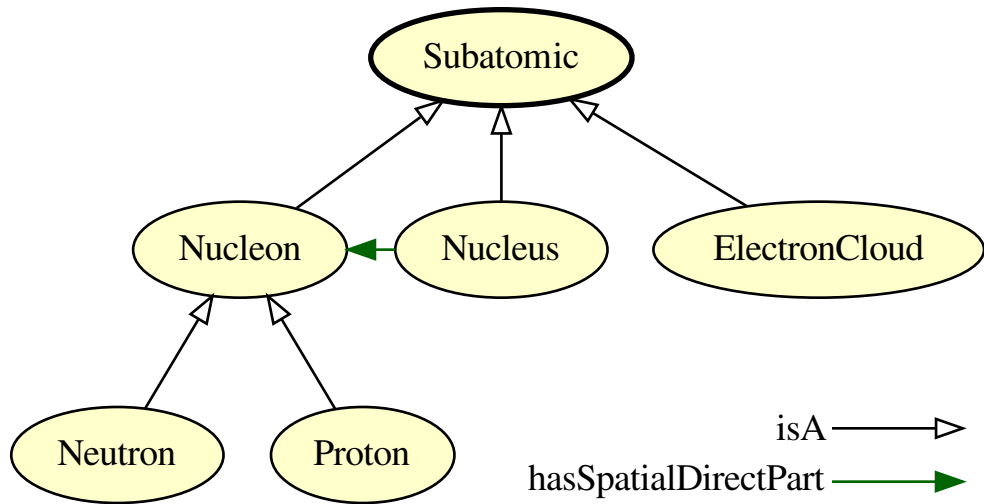 Subatomic
Nucleon
Nucleus
ElectronCloud
Neutron
Proton
isA
hasSpatialDirectPart